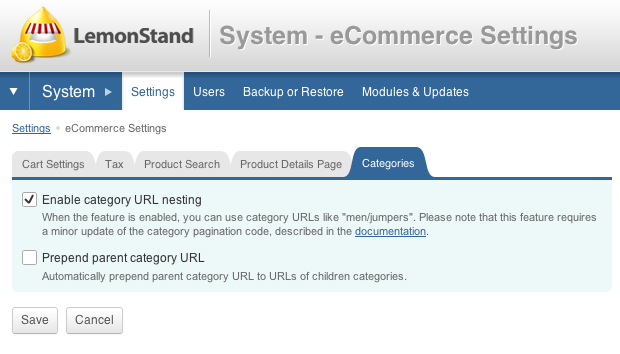 LemonStand
System - eCommerce Settings
System
Settings
Users
Backup or Restore
Modules & Updates
Settings • eCommerce Settings
Cart Settings
Tax
Product Search
Product Details Page
Categories
Enable category URL nesting
When the feature is enabled, you can use category URLs like "men/jumpers". Please note that this feature requires
a minor update of the category pagination code, described in the documentation.
Prepend parent category URL
Automatically prepend parent category URL to URLs of children categories.
Save
Cancel